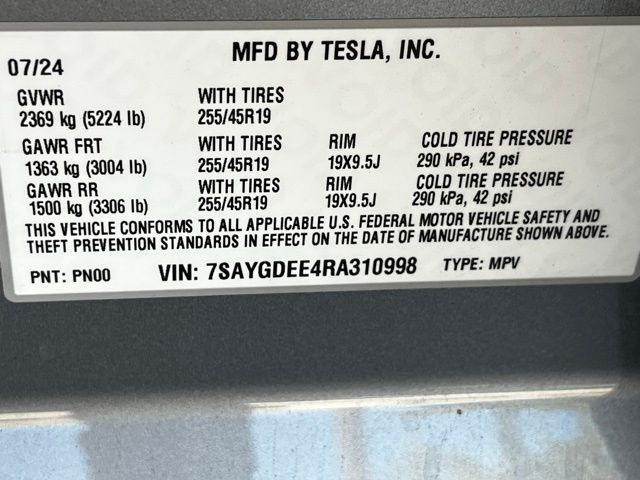 MFD BY TESLA, INC.
07/24
GVWR WITH TIRES
2369 kg (5224 lb) 255/45R19
GAWR FRT WITH TIRES RIM COLD TIRE PRESSURE
1363 kg (3004 lb) 255/45R19 19X9.5J 290 kPa, 42 psi
GAWR RR WITH TIRES RIM COLD TIRE PRESSURE
1500 kg (3306 lb) 255/45R19 19X9.5J 290 kPa, 42 psi
THIS VEHICLE CONFORMS TO ALL APPLICABLE U.S. FEDERAL MOTOR VEHICLE SAFETY AND
THEFT PREVENTION STANDARDS IN EFFECT ON THE DATE OF MANUFACTURE SHOWN ABOVE.
PNT: PN00 VIN: 7SAYGDEE4RA310998 TYPE: MPV